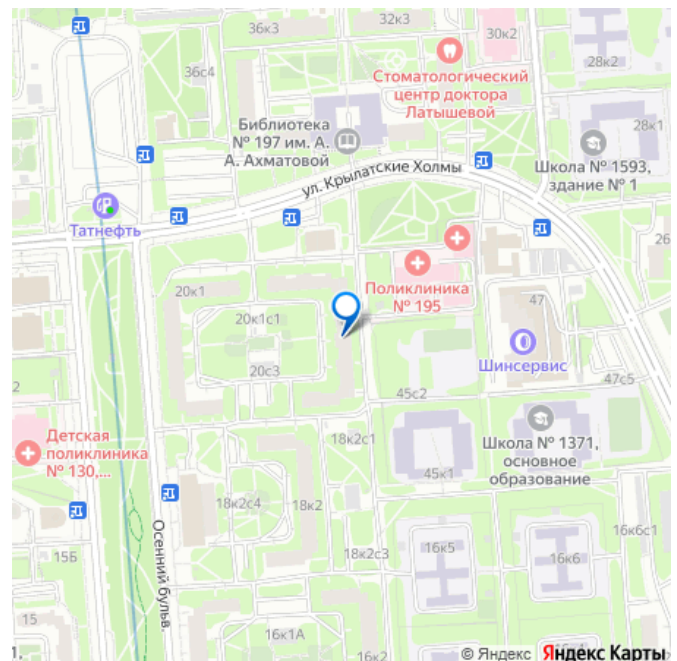 36к3
32к3
30к2
28к2
36с4
Стоматологический
центр доктора
Латышевой
Библиотека
№ 197 им. А.
А. Ахматовой
28к1
Школа № 1593,
здание № 1
ул. Крылатские Холмы
Татнефть
26
Поликлиника
№ 195
20к1
47
20к1с1
Шинсервис
20с3
47к5
2
45с2
18к2с1
Школа № 1371,
основное
образование
Детская
поликлиника
№ 130,...
45к1
18к2с4
18к2
Осенний бульв.
16к6с1
18к2с3
16к5
16к6
15Б
15
16к1А
1.
16к2
© Яндекс Яндекс Карты